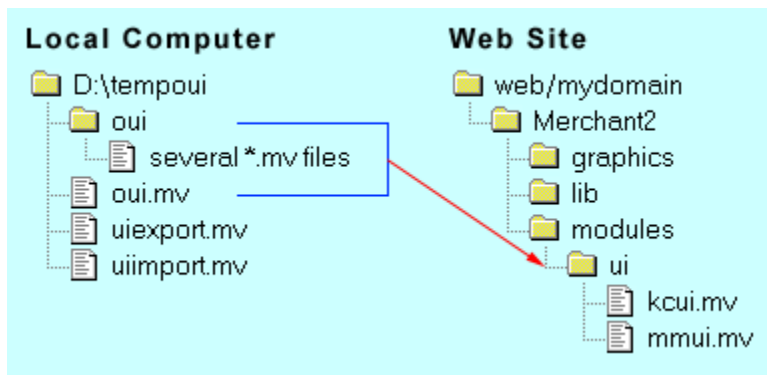 Local Computer
D:\tempoui
oui
several *.mv files
oui.mv
uiexport.mv
uiimport.mv
Web Site
web/mydomain
Merchant2
graphics
lib
modules
ui
kcui.mv
mmui.mv